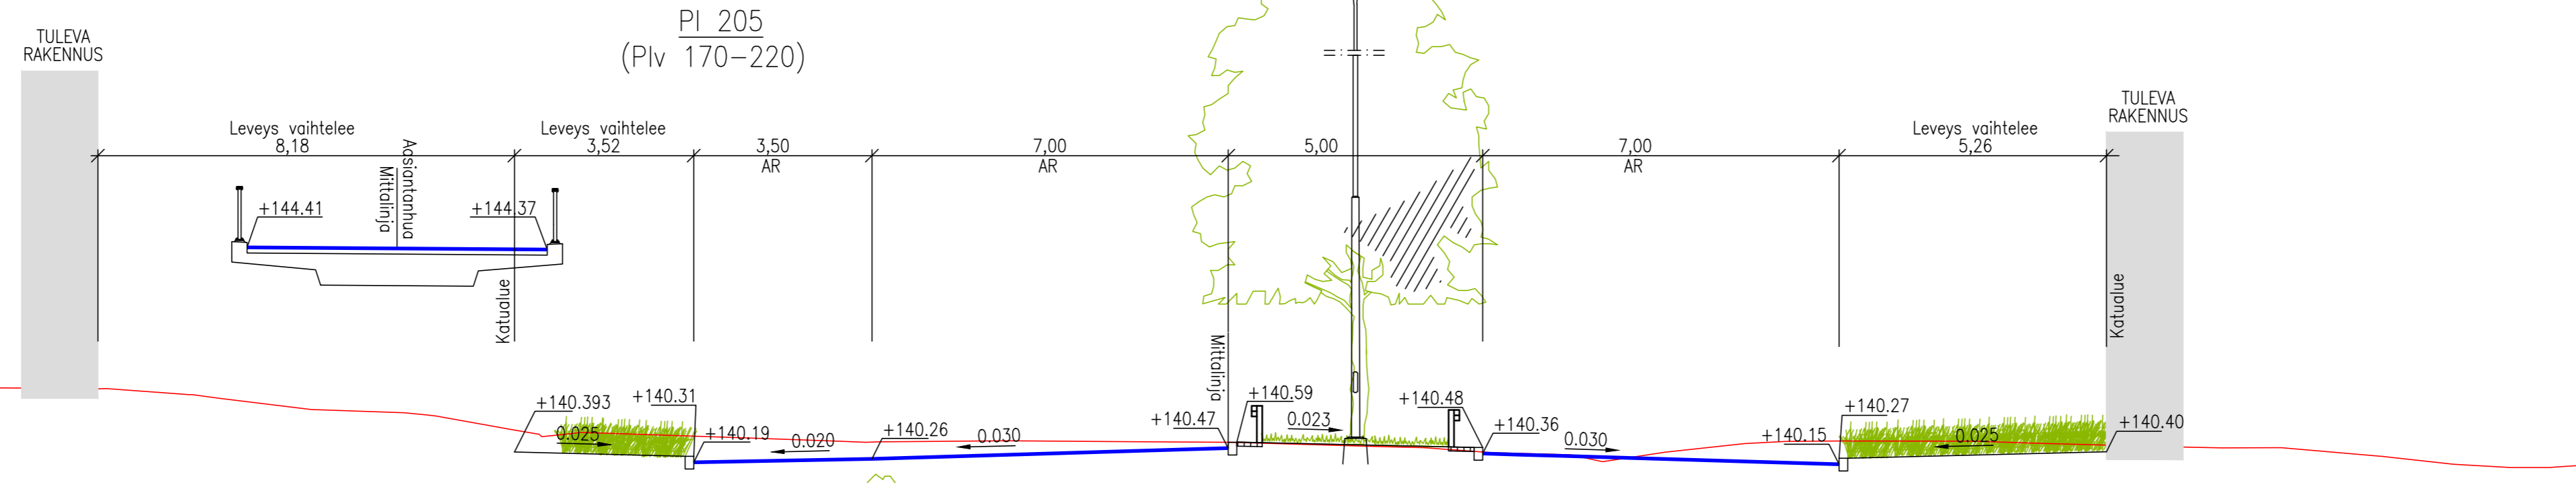 Pl 205
(Plv 170-220)
TULEVA
RAKENNUS
TULEVA
RAKENNUS
Leveys vaihtelee
8,18
Leveys vaihtelee
3,52
3,50
AR
7,00
AR
5,00
7,00
AR
Leveys vaihtelee
5,26
Aasiantanhua
Mittalinja
+144.41
+144.37
Katualue
Mittalinja
Katualue
+140.393
+140.31
0.025
+140.19
0.020
+140.26
0.030
+140.47
+140.59
0.023
+140.48
+140.36
0.030
+140.15
+140.27
0.025
+140.40